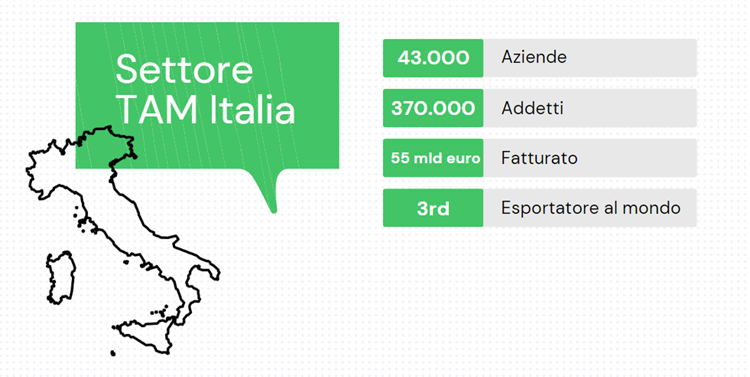 Settore
TAM Italia
43.000 Aziende
370.000 Addetti
55 mld euro Fatturato
3rd Esportatore al mondo